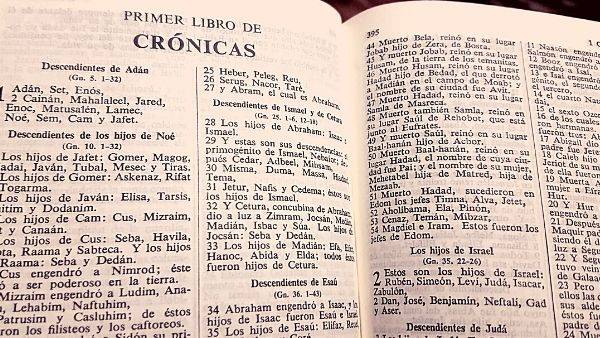 PRIMER LIBRO DE
CRÓNICAS
Descendientes de Adán
(Gn. 5. 1-32)
1 Adán, Set, Enós,
2 Cainán, Mahalaleel, Jared,
Enoc, Matusalén, Lamec,
Noé, Sem, Cam y Jafet.
Descendientes de los hijos de Noé
(Gn. 10. 1-32)
Los hijos de Jafet: Gomer, Magog,
Madai, Javán, Tubal, Mesec y Tiras.
Los hijos de Gomer: Askenaz, Rifat
Togarma.
Los hijos de Javán: Elisa, Tarsis,
Quitim y Dodanim.
Los hijos de Cam: Cus, Mizraim,
ut y Canaán.
Los hijos de Cus: Seba, Havila,
bta, Raama y Sabteca. Y los hijos
Raama: Seba y Dedán.
Cus engendró a Nimrod; éste
ó a ser poderoso en la tierra.
Mizraim engendró a Ludim, Ana-
Lehabim, Naftuhim,
Patrusim y Casluhim; de éstos
ron los filisteos y los caftoreos.
25 Heber, Peleg, Reu,
26 Serug, Nacor, Taré,
27 y Abram, el cual es Abraham.
Descendientes de Ismael y de Cetura
(Gn. 25. 1-6, 12-18)
28 Los hijos de Abraham: Isaac e
Ismael.
29 Y estas son sus descendencias: el
primogénito de Ismael, Nebaiot; des-
pués Cedar, Adbeel, Mibsam,
30 Misma, Duma, Massa, Hadad,
Tema,
31 Jetur, Nafis y Cedema; éstos son
los hijos de Ismael.
32 Y Cetura, concubina de Abraham,
dio a luz a Zimram, Jocsán, Medán,
Madián, Isbac y Súa. Los hijos de
Jocsán: Seba y Dedán.
33 Los hijos de Madián: Efa, Efer,
Hanoc, Abida y Elda; todos éstos
fueron hijos de Cetura.
Descendientes de Esaú
(Gn. 36. 1-43)
34 Abraham engendró a Isaac, y los
hijos de Isaac fueron Esaú e Israel.
35 Los hijos de Esaú: Elifaz, Reuel,
395
44 Muerto Bela, reinó en su lugar
Jobab hijo de Zera, de Bosra.
45 Y muerto Jobab, reinó en su lugar
Husam, de la tierra de los temanitas.
46 Muerto Husam, reinó en su lugar
Hadad hijo de Bedad, el que derrotó
a Madián en el campo de Moab; y
el nombre de su ciudad fue Avit.
47 Muerto Hadad, reinó en su lugar
Samla de Masreca.
48 Muerto también Samla, reinó en
su lugar Saúl de Rehobot, que está
junto al Eufrates.
49 Y muerto Saúl, reinó en su lugar
Baal-hanán hijo de Acbor.
50 Muerto Baal-hanán, reinó en su
lugar Hadad, el nombre de cuya ciu-
dad fue Pai; y el nombre de su mujer,
Mehetabel hija de Matred, hija de
Mezaab.
51 Muerto Hadad, sucedieron en
Edom los jefes Timna, Alva, Jetet,
52 Aholibama, Ela, Pinón,
53 Cenaz, Temán, Mibzar,
54 Magdiel e Iram. Estos fueron los
jefes de Edom.
Los hijos de Israel
(Gn. 35. 22-26)
2 Estos son los hijos de Israel:
Rubén, Simeón, Leví, Judá, Isacar,
Zabulón,
2 Dan, José, Benjamín, Neftalí, Gad
y Aser.
Descendientes de Judá
11 Naasón
engendró
12 Booz
engendró
13 e Isaí
14 el cuarto